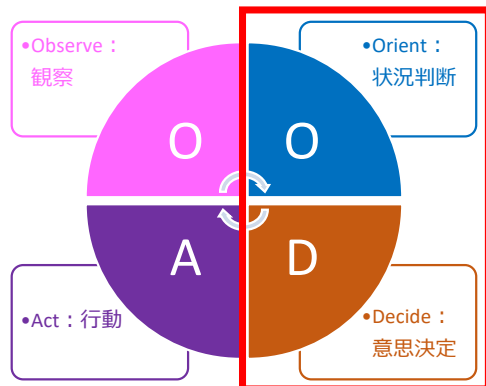 •Observe：
観察
•Orient：
状況判断
O
O
A
D
•Act：行動
•Decide：
意思決定